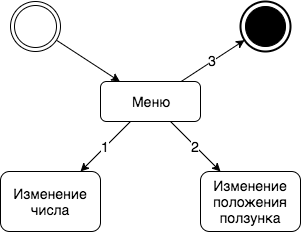 3
Меню
1
2
Изменение
числа
Изменение
положения
ползунка